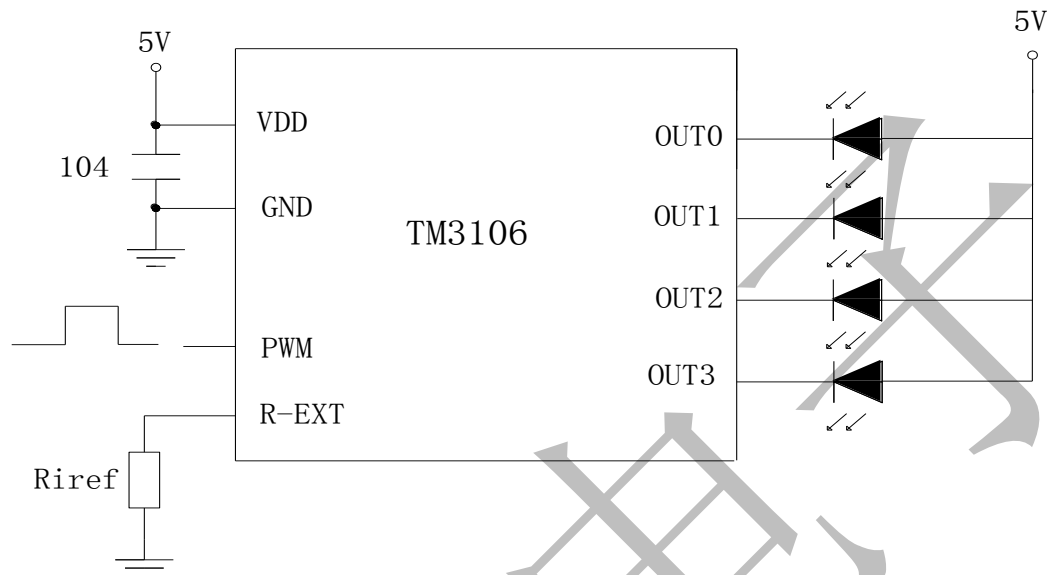 5V
5V
VDD
104
GND
TM3106
OUT0
OUT1
OUT2
OUT3
PWM
R-EXT
Riref